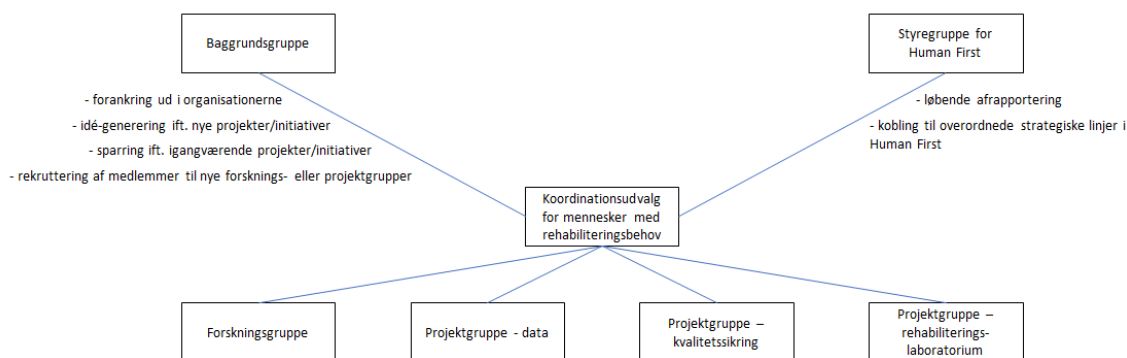 Baggrundsgruppe
Styregruppe for
Human First
- forankring ud i organisationerne
- idé-generering ift. nye projekter/initiativer
- sparring ift. igangværende projekter/initiativer
- rekruttering af medlemmer til nye forsknings- eller projektgrupper
- løbende afrapportering
- kobling til overordnede strategiske linjer i
Human First
Koordinationsudvalg
for mennesker med
rehabiliteringsbehov
Forskningsgruppe
Projektgruppe - data
Projektgruppe –
kvalitetssikring
Projektgruppe –
rehabiliterings-
laboratorium